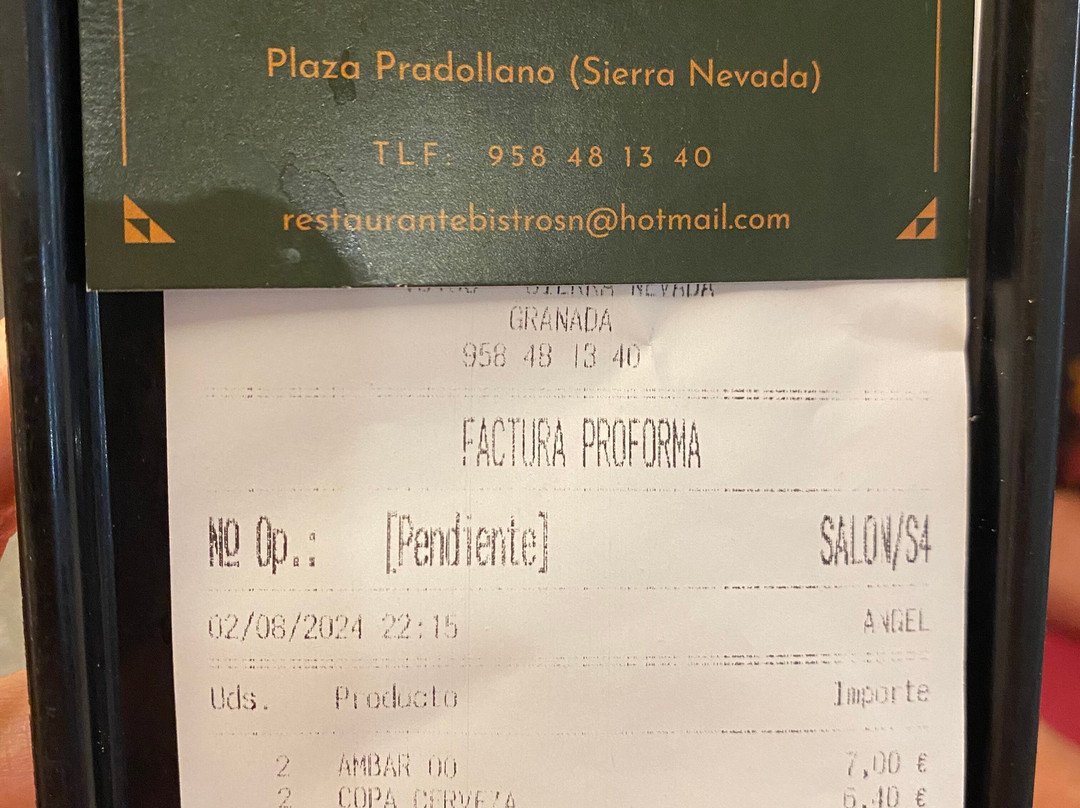 Plaza Pradollano (Sierra Nevada)
TLF: 958 48 13 40
restaurantebistrosn@hotmail.com
SIERRA NEVADA
GRANADA
958 48 13 40
FACTURA PROFORMA
Nº Op.: [Pendiente] SALON/S4
02/08/2024 22:15 ANGEL
Uds. Producto Importe
2 AMBAR 00 7,00 €
2 COPA CERVEZA 6,40 €